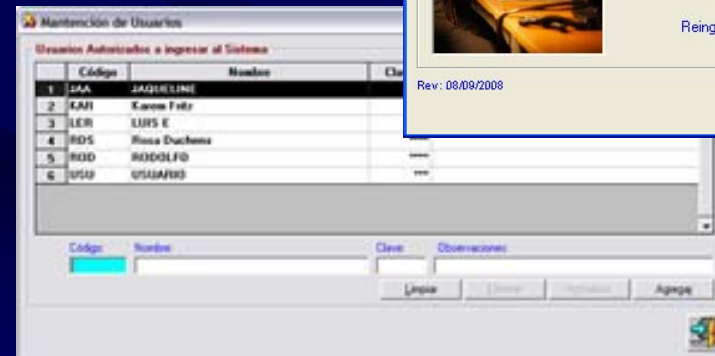 Mantención de Usuarios
Reing
Usuarios Autorizados a ingresar al Sistema
Código Nombre Cla
Rev: 08/09/2008
1 JAA JAQUELINE
2 KAR Karem Fritz
3 LER LUIS E
4 RDS Rosa Duchens ****
5 ROD RODOLFO *****
6 USU USUARIO ***
Código: Nombre: Clave: Observaciones:
Limpiar Eliminar Actualizar Agregar